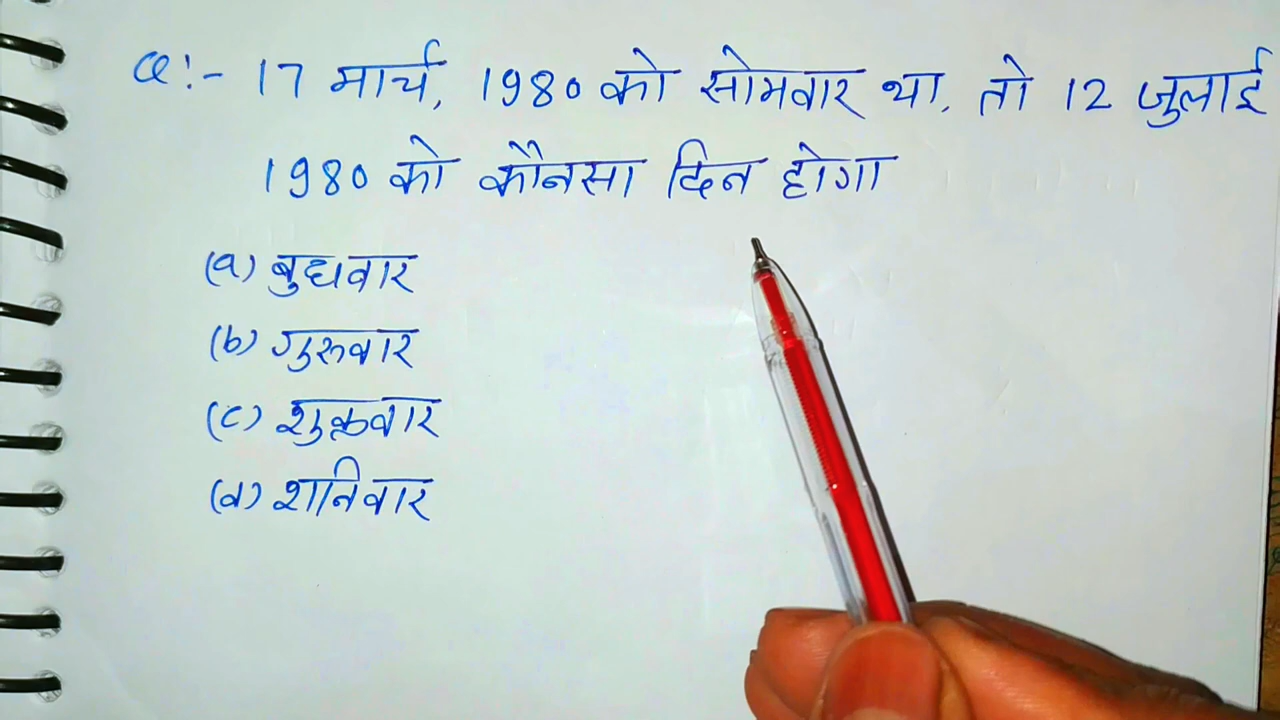 Q:- 17 मार्च, 1980 को सोमवार था, तो 12 जुलाई
1980 को कौनसा दिन होगा
(a) बुधवार
(b) गुरुवार
(c) शुक्रवार
(d) शनिवार